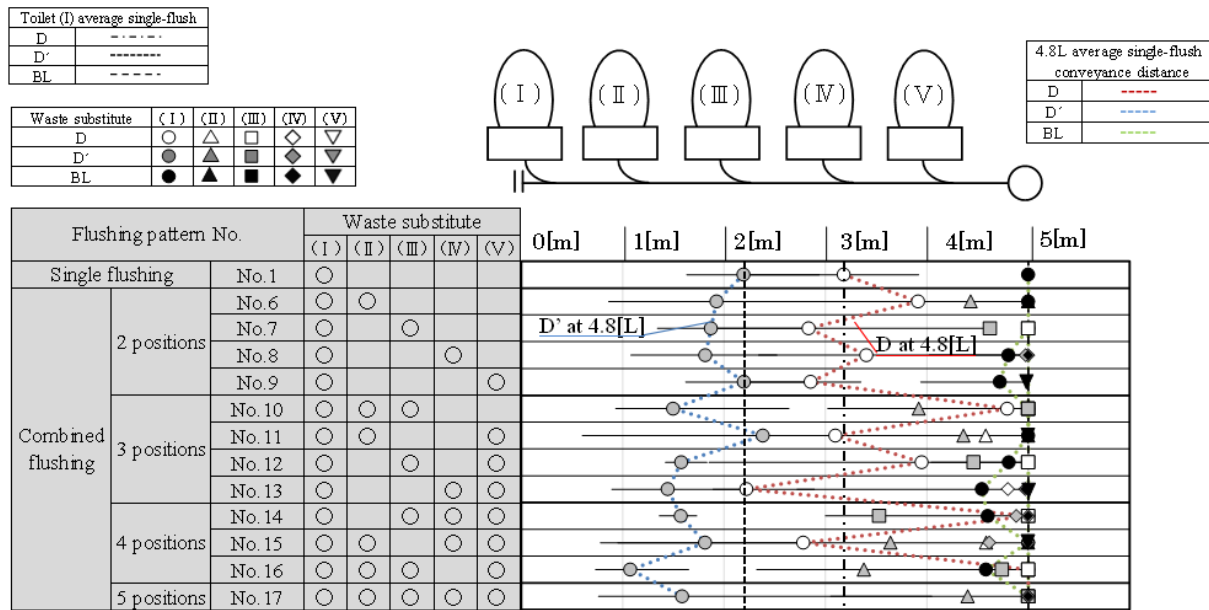 Toilet (I) average single-flush
D
D´
BL
Waste substitute (I) (II) (III) (IV) (V)
D
D´
BL
(I) (II) (III) (IV) (V)
4.8L average single-flush
conveyance distance
D
D´
BL
Flushing pattern No.
Waste substitute
(I) (II) (III) (IV) (V)
0[m] 1[m] 2[m] 3[m] 4[m] 5[m]
Single flushing No.1
Combined
flushing
2 positions
No.6
No.7
No.8
No.9
3 positions
No.10
No.11
No.12
No.13
4 positions
No.14
No.15
No.16
5 positions No.17
D’ at 4.8[L]
D at 4.8[L]